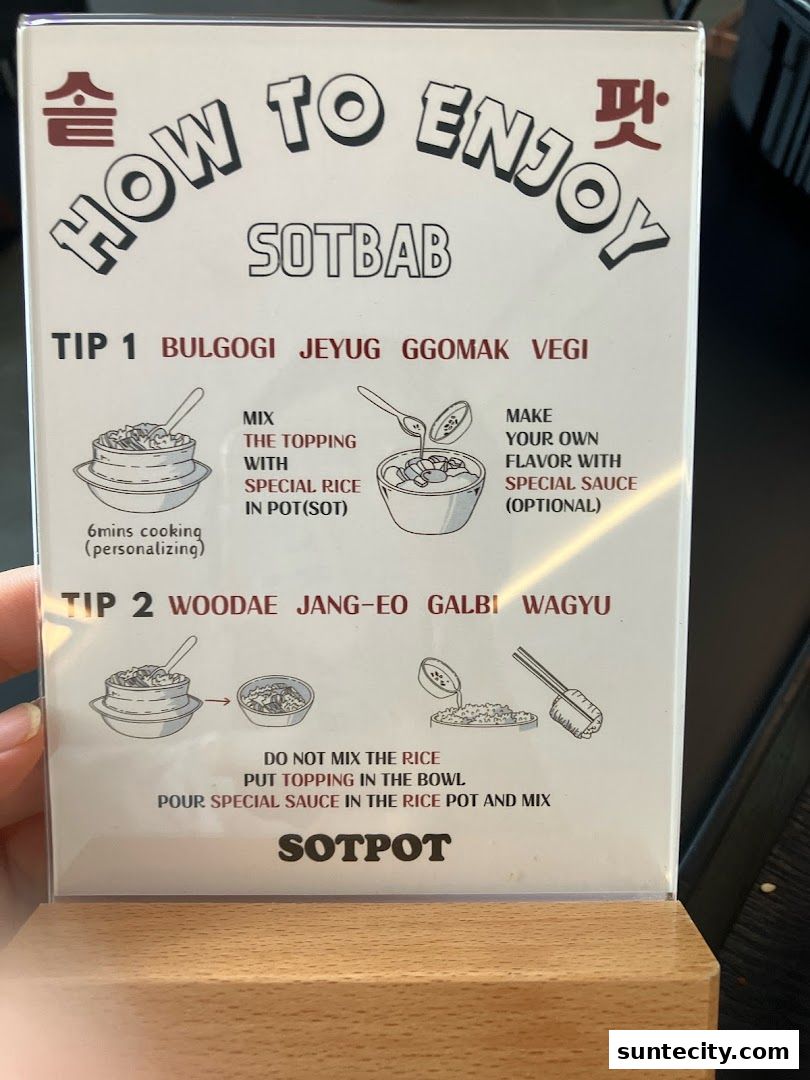 솥
팟
HOW TO ENJOY
SOTBAB
TIP 1 BULGOGI JEYUG GGOMAK VEGI
MIX
THE TOPPING
WITH
SPECIAL RICE
IN POT(SOT)
MAKE
YOUR OWN
FLAVOR WITH
SPECIAL SAUCE
(OPTIONAL)
6mins cooking
(personalizing)
TIP 2 WOODAE JANG-EO GALBI WAGYU
DO NOT MIX THE RICE
PUT TOPPING IN THE BOWL
POUR SPECIAL SAUCE IN THE RICE POT AND MIX
SOTPOT
suntecity.com